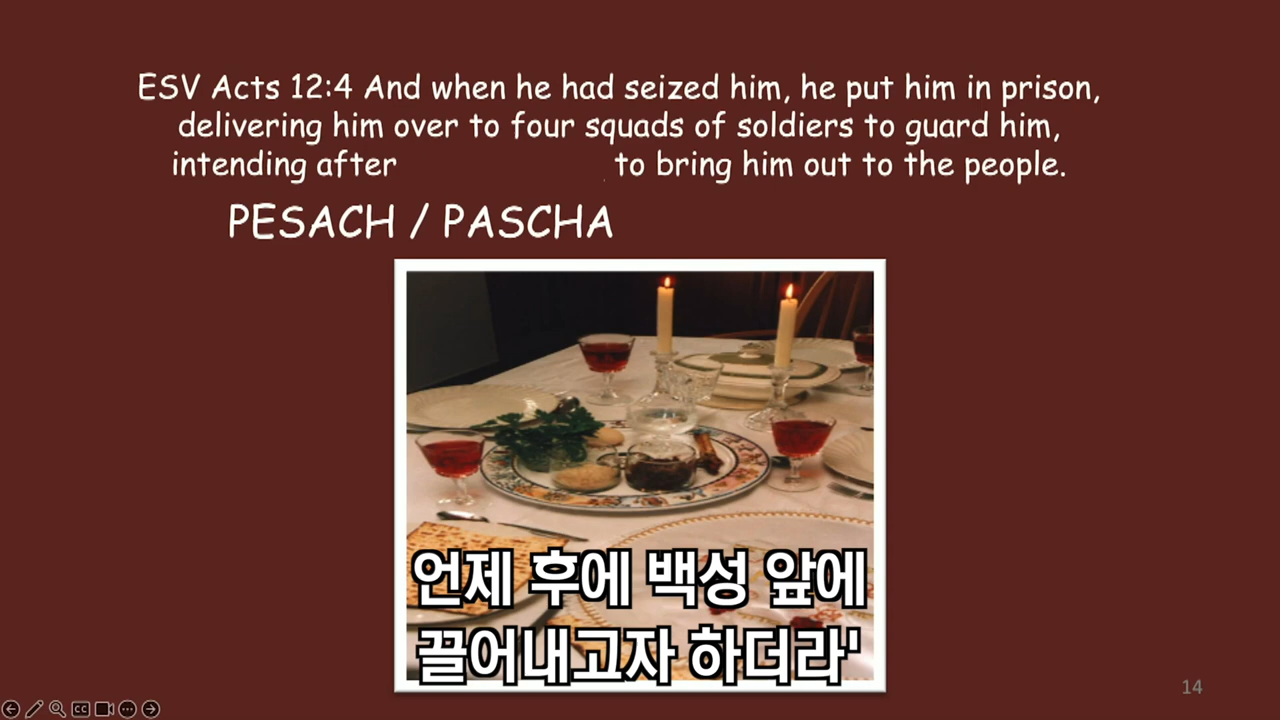 ESV Acts 12:4 And when he had seized him, he put him in prison,
delivering him over to four squads of soldiers to guard him,
intending after to bring him out to the people.
PESACH / PASCHA
언제 후에 백성 앞에
끌어내고자 하더라'
14
CC